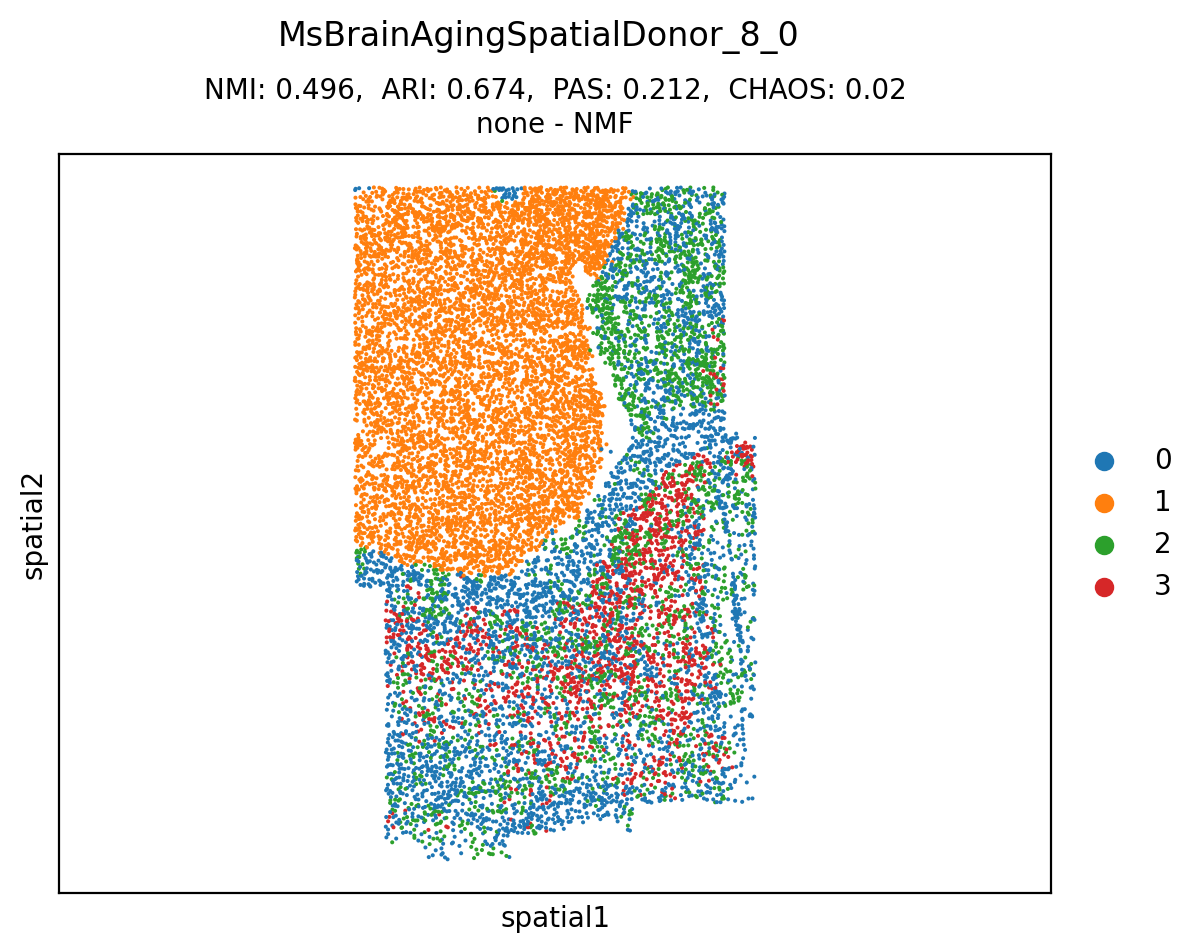 MsBrainAgingSpatialDonor_8_0
NMI: 0.496,  ARI: 0.674,  PAS: 0.212,  CHAOS: 0.02
none - NMF
spatial2
0
1
2
3
spatial1